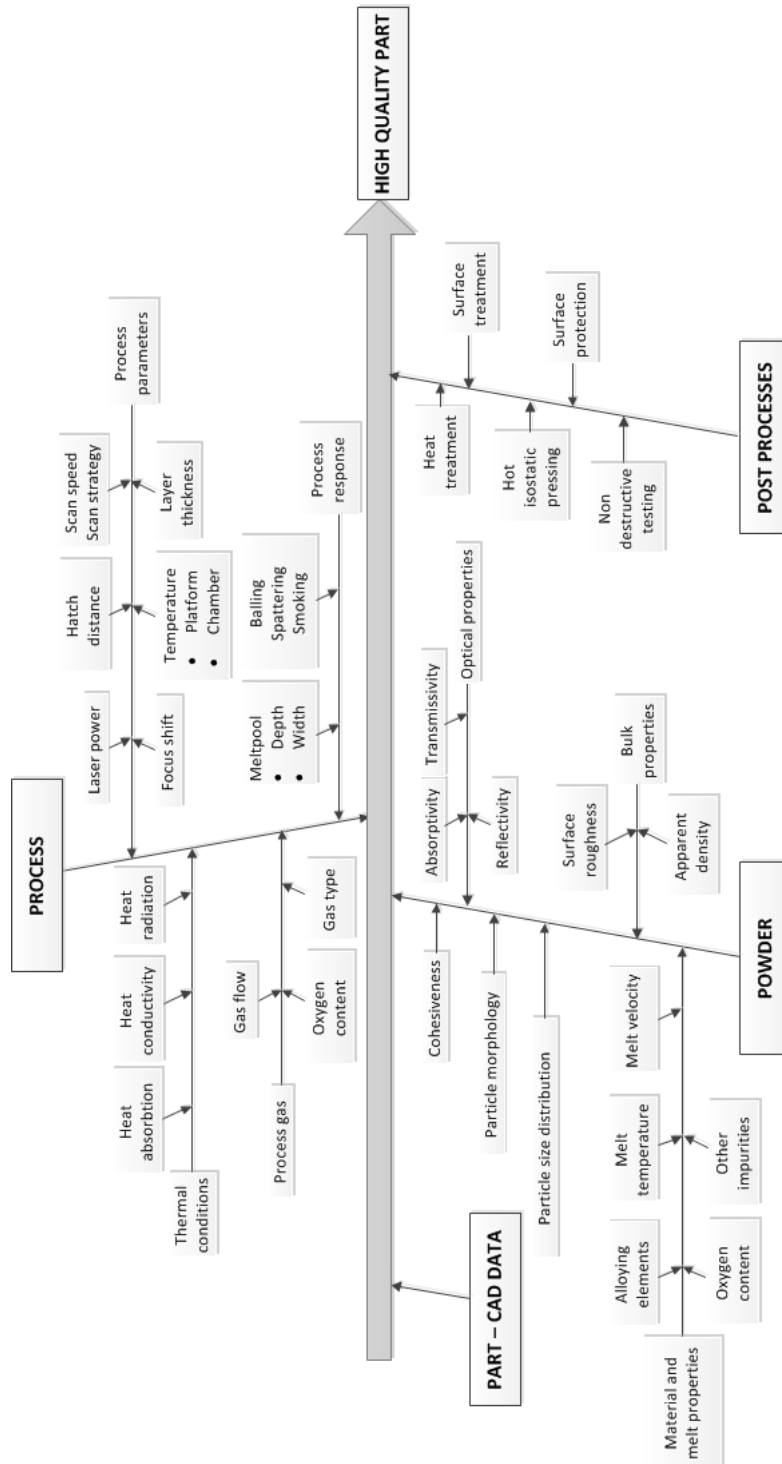 PROCESS
Laser power
Hatch
distance
Scan speed
Scan strategy
Process
parameters
Focus shift
Temperature
• Platform
• Chamber
Layer
thickness
Heat
absorbtion
Heat
conductivity
Heat
radiation
Thermal
conditions
Meltpool
• Depth
• Width
Balling
Spattering
Smoking
Process
response
Gas flow
Process gas
Oxygen
content
Gas type
HIGH QUALITY PART
PART – CAD DATA
Cohesiveness
Particle morphology
Particle size distribution
Absorptivity
Transmissivity
Optical properties
Reflectivity
Surface
roughness
Bulk
properties
Apparent
density
Alloying
elements
Melt
temperature
Melt velocity
Material and
melt properties
Oxygen
content
Other
impurities
POWDER
Heat
treatment
Surface
treatment
Hot
isostatic
pressing
Surface
protection
Non
destructive
testing
POST PROCESSES